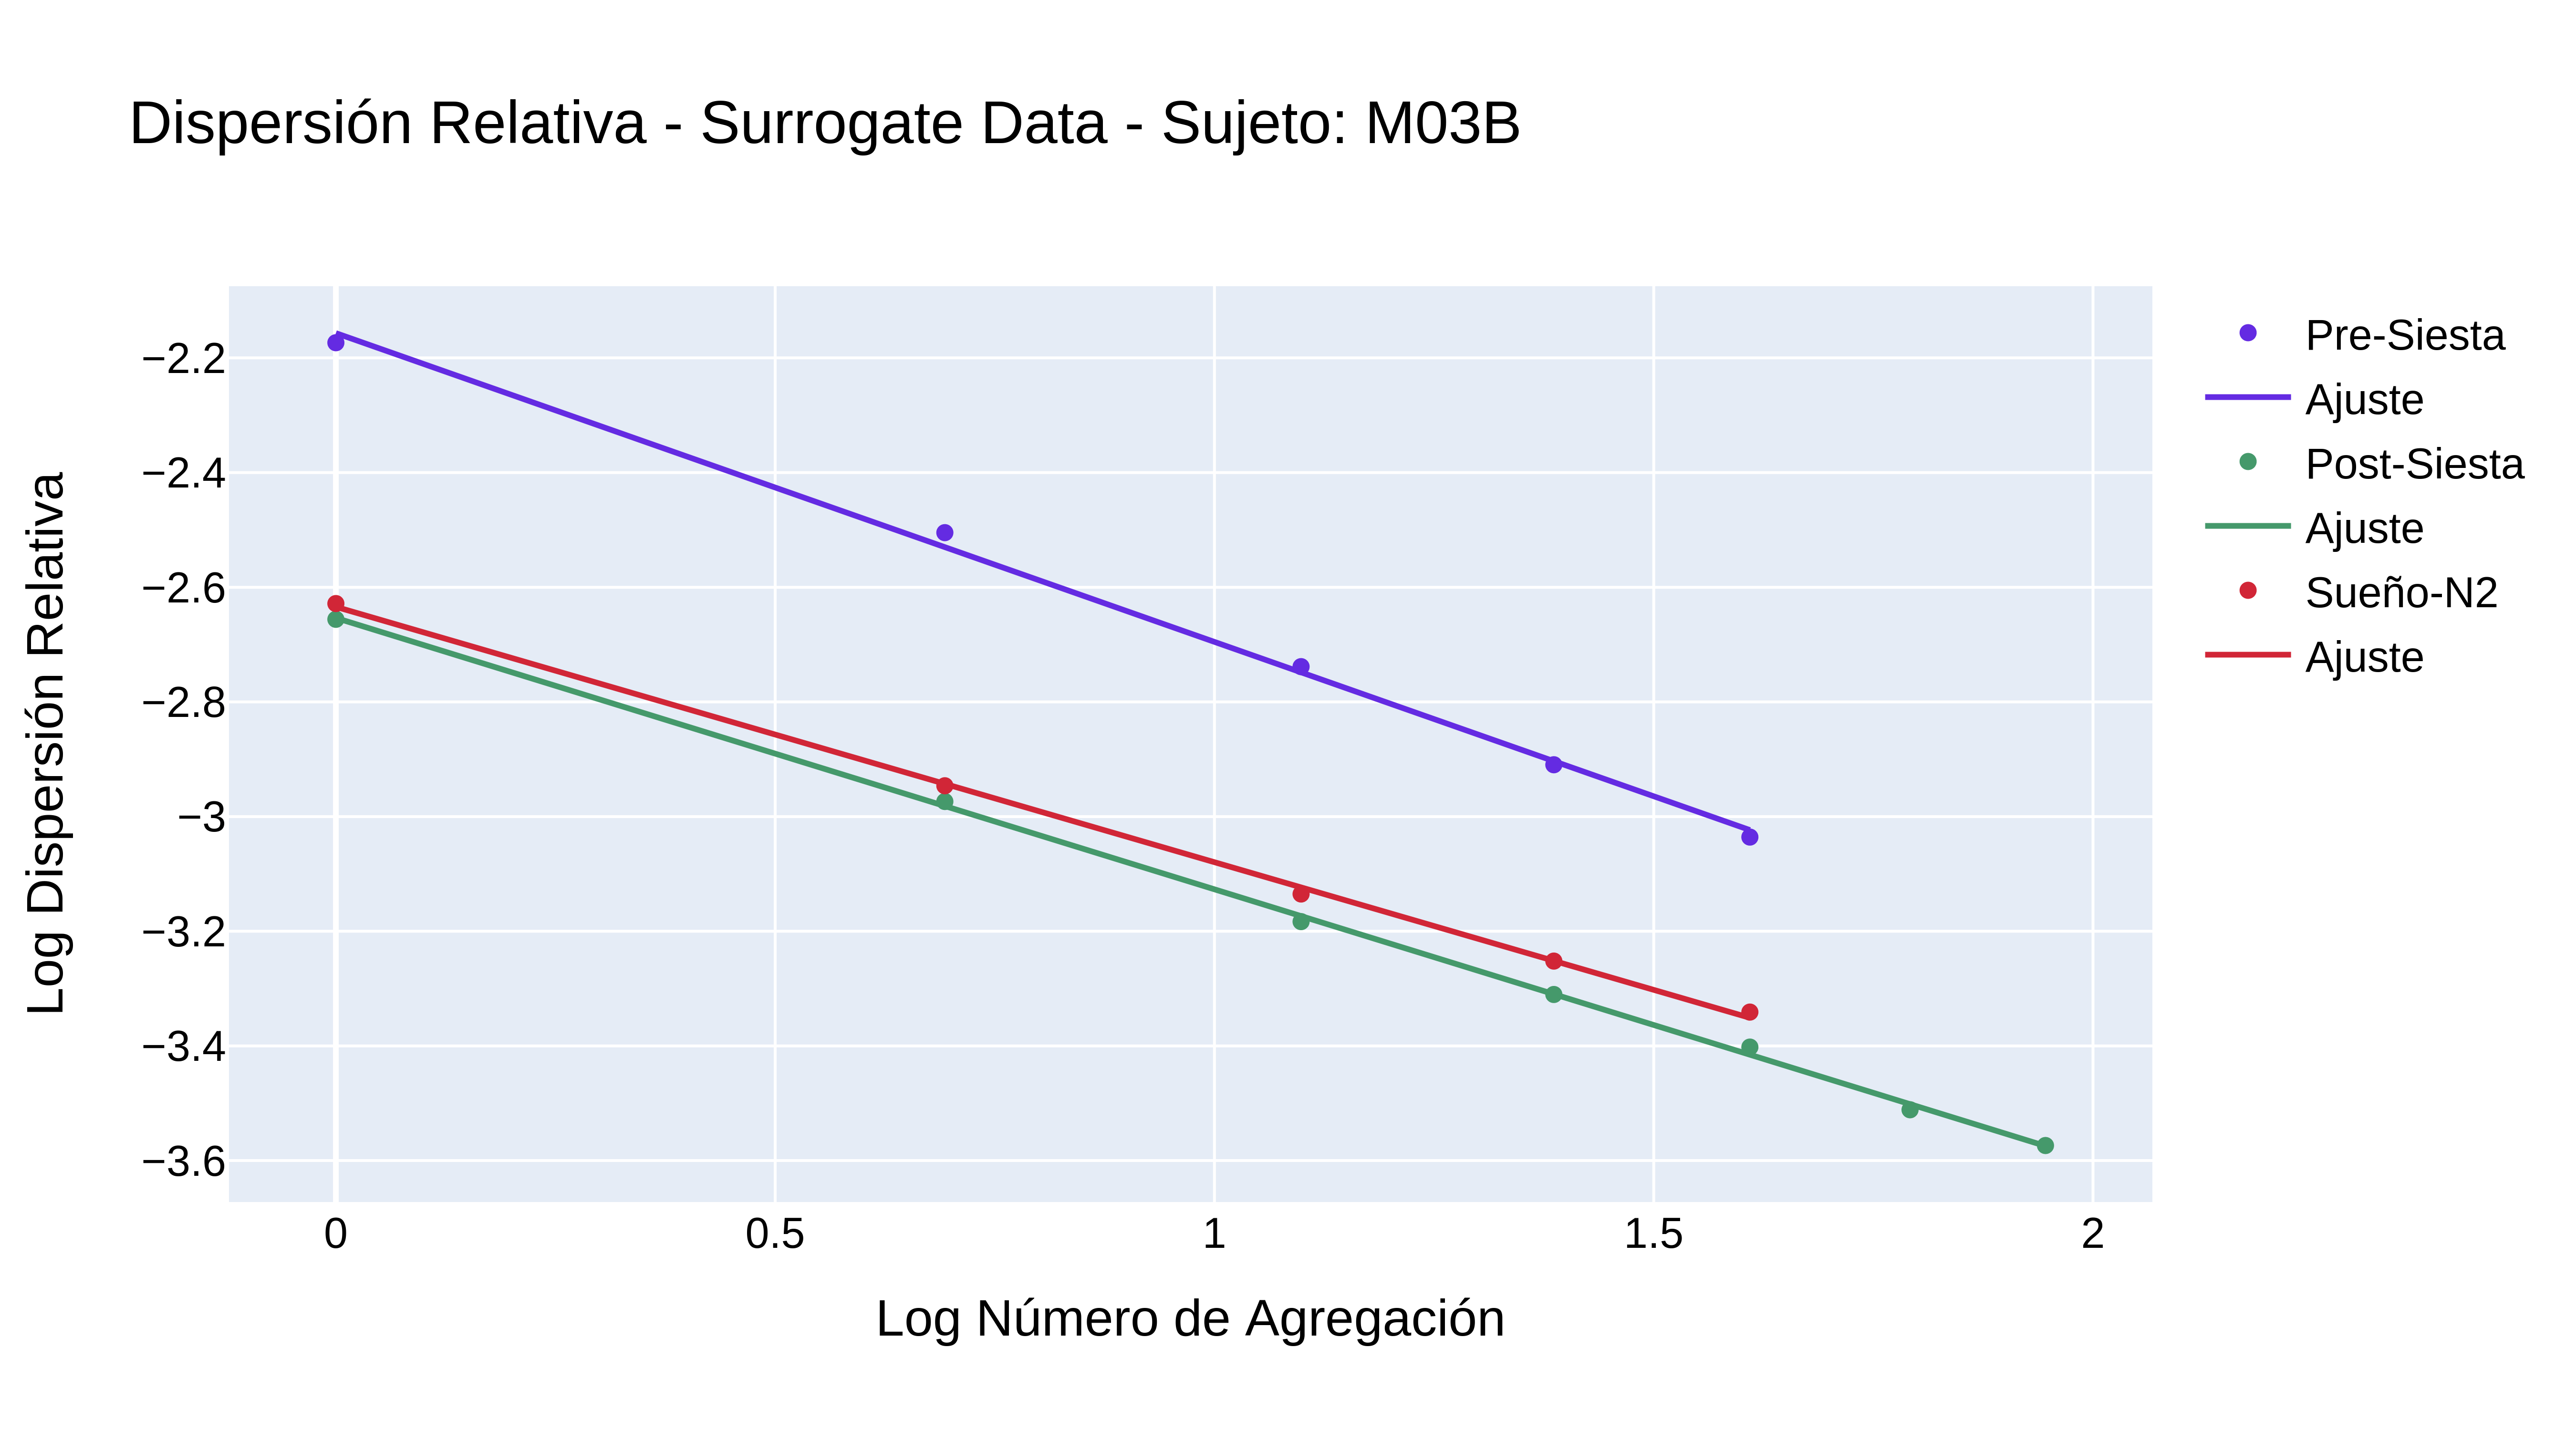 Dispersión Relativa - Surrogate Data - Sujeto: M03B
Log Dispersión Relativa
−2.2
−2.4
−2.6
−2.8
−3
−3.2
−3.4
−3.6
0
0.5
1
1.5
2
Log Número de Agregación
Pre-Siesta
Ajuste
Post-Siesta
Ajuste
Sueño-N2
Ajuste